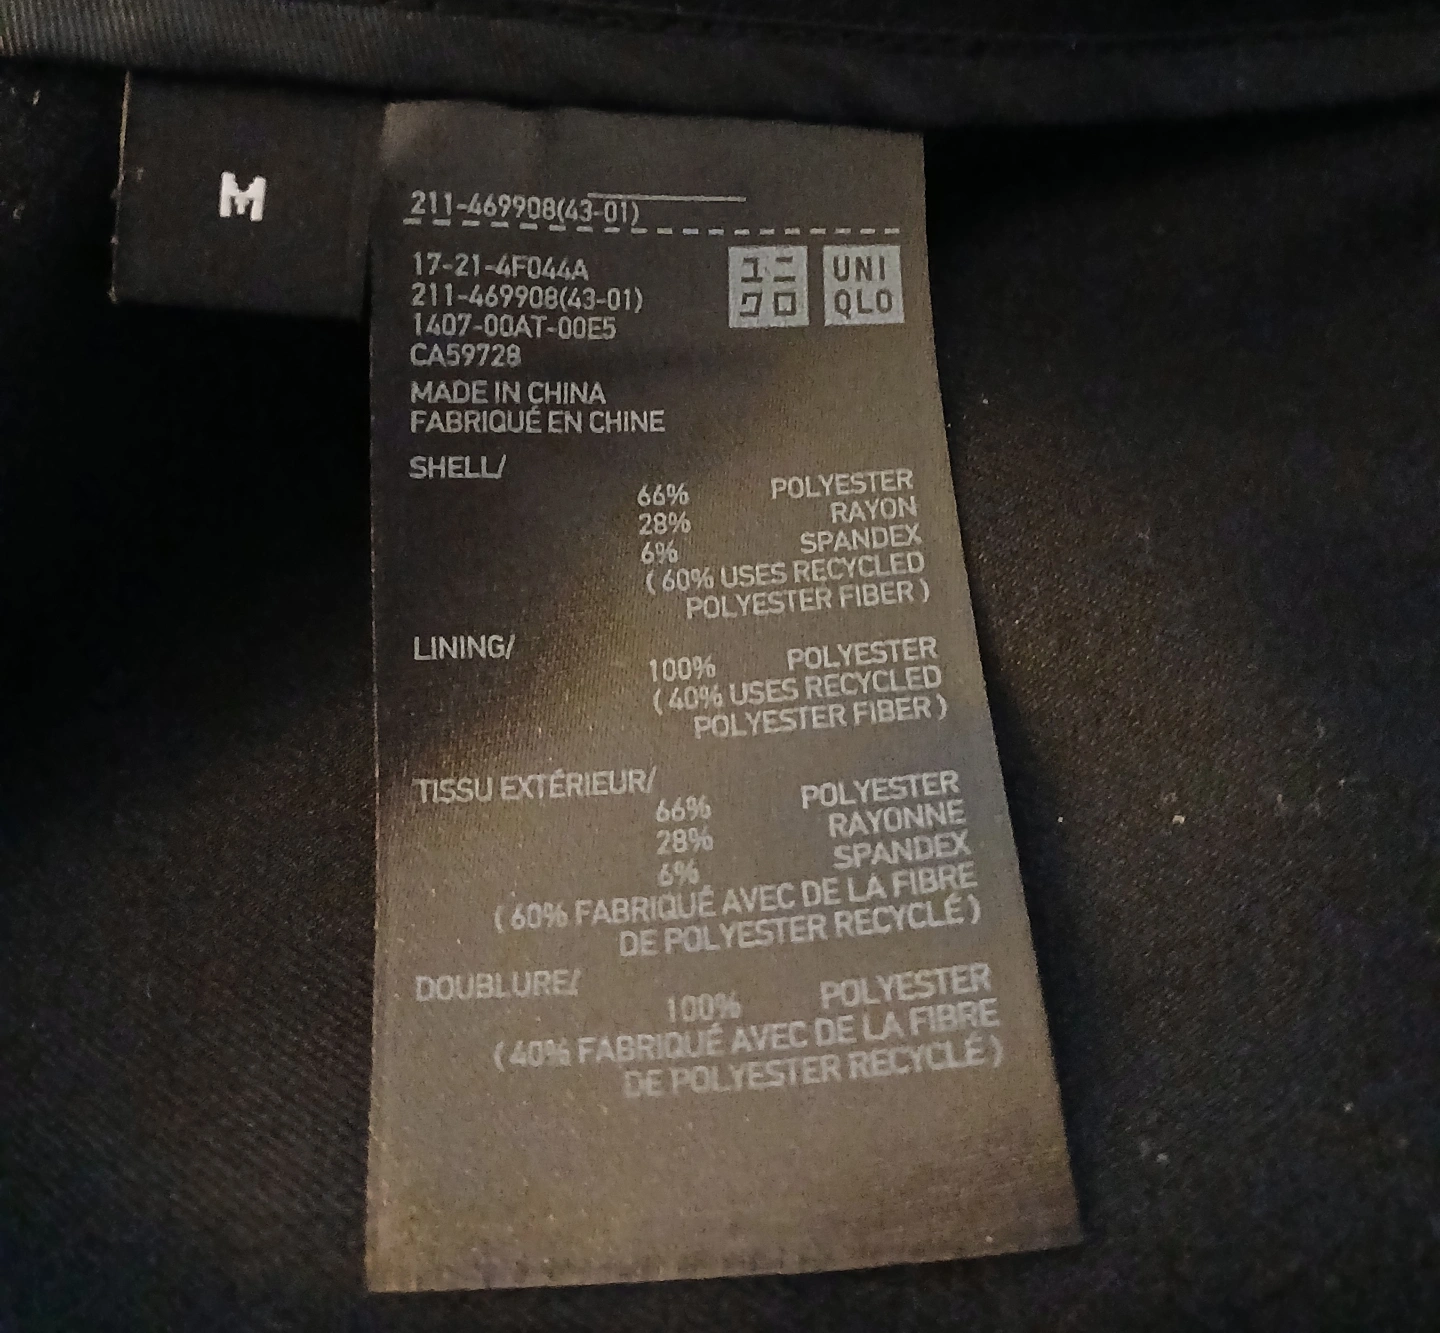 M
211-469908(43-01)
17-21-4F044A
211-469908(43-01)
1407-00AT-00E5
CA59728
ユニ
クロ
UNI
QLO
MADE IN CHINA
FABRIQUÉ EN CHINE
SHELL/
66% POLYESTER
28% RAYON
6% SPANDEX
( 60% USES RECYCLED
POLYESTER FIBER )
LINING/
100% POLYESTER
( 40% USES RECYCLED
POLYESTER FIBER )
TISSU EXTÉRIEUR/
66% POLYESTER
28% RAYONNE
6% SPANDEX
( 60% FABRIQUÉ AVEC DE LA FIBRE
DE POLYESTER RECYCLÉ )
DOUBLURE/
100% POLYESTER
( 40% FABRIQUÉ AVEC DE LA FIBRE
DE POLYESTER RECYCLÉ )